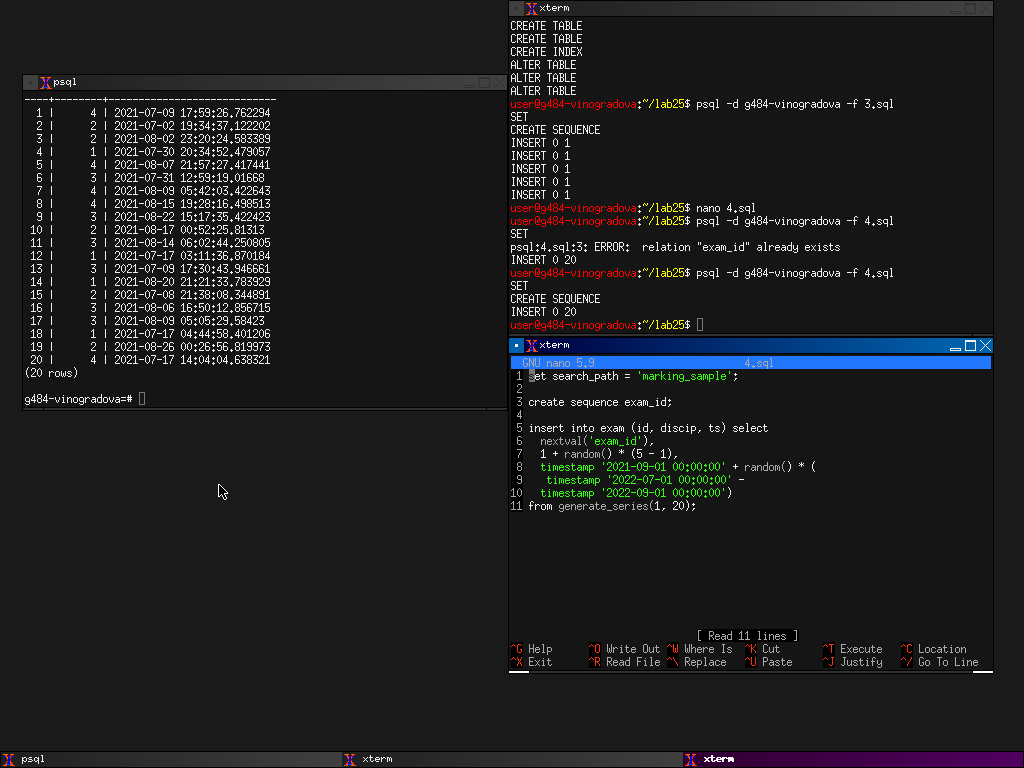 psql
----+--------+----------------------------
1 | 4 | 2021-07-09 17:59:26.762294
2 | 2 | 2021-07-02 19:34:37.122202
3 | 2 | 2021-08-02 23:20:24.583389
4 | 1 | 2021-07-30 20:34:52.479057
5 | 4 | 2021-08-07 21:57:27.417441
6 | 3 | 2021-07-31 12:59:19.01668
7 | 4 | 2021-08-09 05:42:03.422643
8 | 4 | 2021-08-15 19:28:16.498513
9 | 3 | 2021-08-22 15:17:35.422423
10 | 2 | 2021-08-17 00:52:25.81313
11 | 3 | 2021-08-14 06:02:44.250805
12 | 1 | 2021-07-17 03:11:36.870184
13 | 3 | 2021-07-09 17:30:43.946661
14 | 1 | 2021-08-20 21:21:33.783929
15 | 2 | 2021-07-08 21:38:08.344891
16 | 3 | 2021-08-06 16:50:12.856715
17 | 3 | 2021-08-09 05:05:29.58423
18 | 1 | 2021-07-17 04:44:58.401206
19 | 2 | 2021-08-26 00:26:56.819973
20 | 4 | 2021-07-17 14:04:04.638321
(20 rows)
g484-vinogradova=#
xterm
CREATE TABLE
CREATE TABLE
CREATE INDEX
ALTER TABLE
ALTER TABLE
ALTER TABLE
user@g484-vinogradova:~/lab25$ psql -d g484-vinogradova -f 3.sql
SET
CREATE SEQUENCE
INSERT 0 1
INSERT 0 1
INSERT 0 1
INSERT 0 1
INSERT 0 1
user@g484-vinogradova:~/lab25$ nano 4.sql
user@g484-vinogradova:~/lab25$ psql -d g484-vinogradova -f 4.sql
SET
psql:4.sql:3: ERROR:  relation "exam_id" already exists
INSERT 0 20
user@g484-vinogradova:~/lab25$ psql -d g484-vinogradova -f 4.sql
SET
CREATE SEQUENCE
INSERT 0 20
user@g484-vinogradova:~/lab25$
xterm
GNU nano 5.9 4.sql
1 set search_path = 'marking_sample';
2
3 create sequence exam_id;
4
5 insert into exam (id, discip, ts) select
6 nextval('exam_id'),
7 1 + random() * (5 - 1),
8 timestamp '2021-09-01 00:00:00' + random() * (
9 timestamp '2022-07-01 00:00:00' -
10 timestamp '2022-09-01 00:00:00')
11 from generate_series(1, 20);
[ Read 11 lines ]
^G Help ^O Write Out ^W Where Is ^K Cut ^T Execute ^C Location
^X Exit ^R Read File ^\ Replace ^U Paste ^J Justify ^/ Go To Line
psql xterm xterm